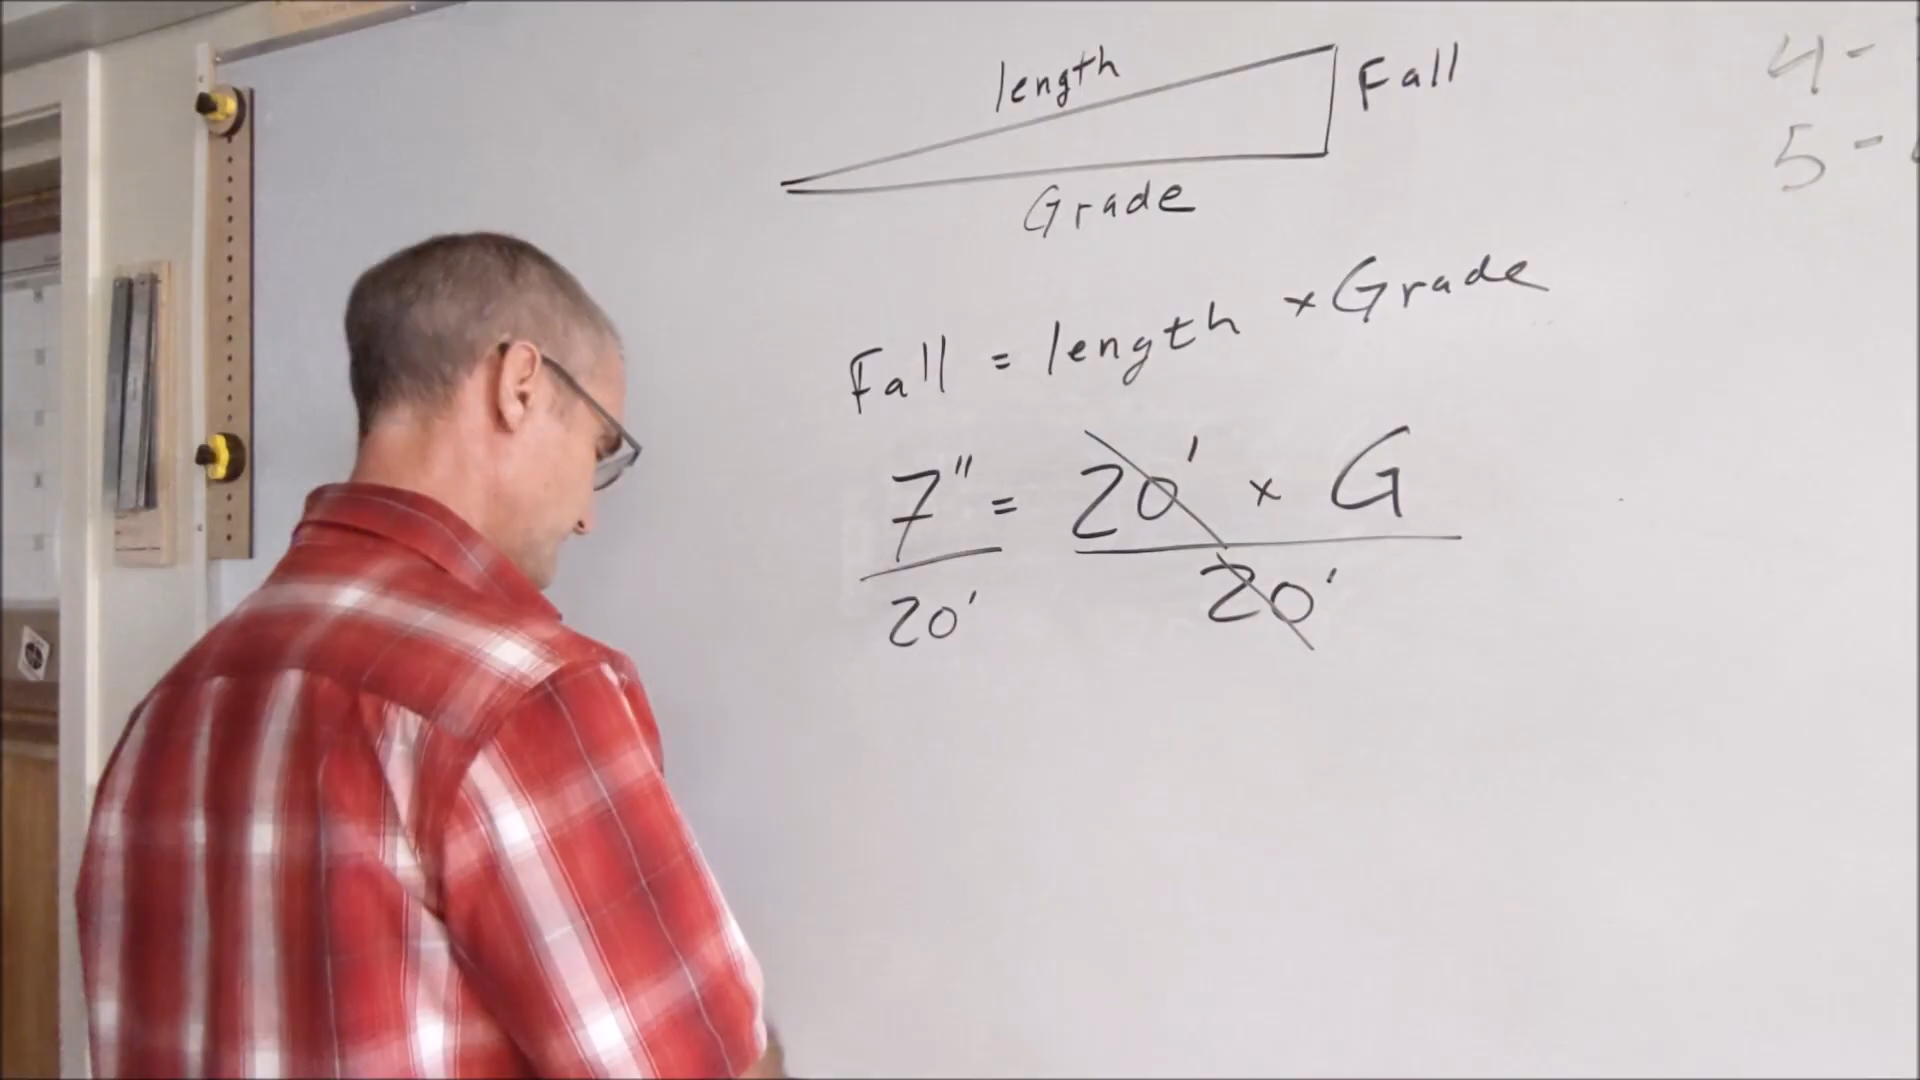 length
Fall
Grade
Fall = length × Grade
7" = 20' × G
20' 20'
4 -
5 -